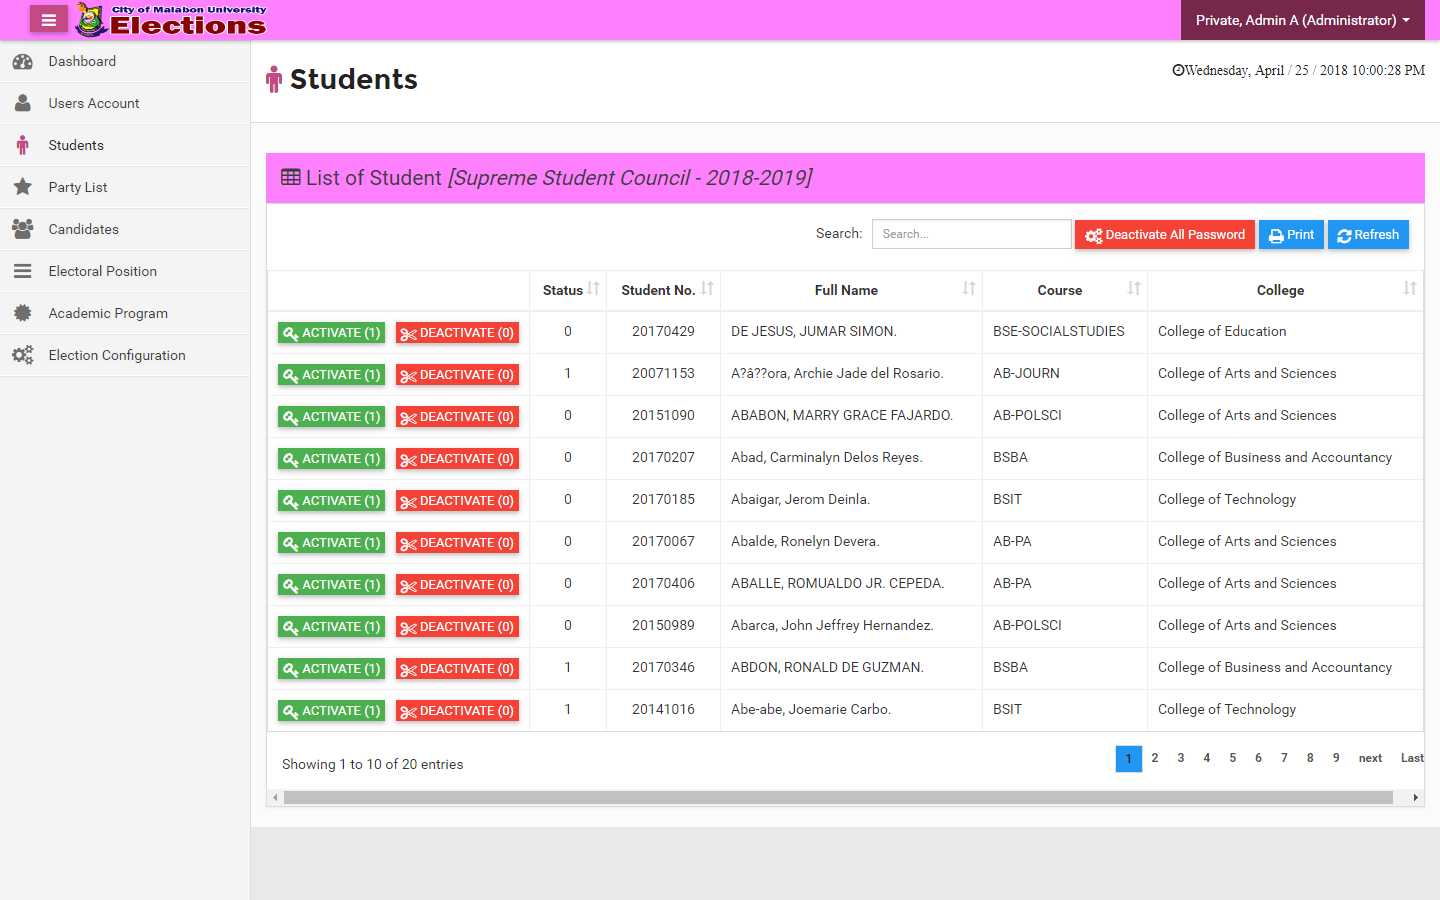 City of Malabon University
Elections
Private, Admin A (Administrator)
Dashboard
Users Account
Students
Party List
Candidates
Electoral Position
Academic Program
Election Configuration
Students
Wednesday, April / 25 / 2018 10:00:28 PM
List of Student [Supreme Student Council - 2018-2019]
Search: Search... Deactivate All Password Print Refresh
Status Student No. Full Name Course College
ACTIVATE (1) DEACTIVATE (0) 0 20170429 DE JESUS, JUMAR SIMON. BSE-SOCIALSTUDIES College of Education
ACTIVATE (1) DEACTIVATE (0) 1 20071153 A?â??ora, Archie Jade del Rosario. AB-JOURN College of Arts and Sciences
ACTIVATE (1) DEACTIVATE (0) 0 20151090 ABABON, MARRY GRACE FAJARDO. AB-POLSCI College of Arts and Sciences
ACTIVATE (1) DEACTIVATE (0) 0 20170207 Abad, Carminalyn Delos Reyes. BSBA College of Business and Accountancy
ACTIVATE (1) DEACTIVATE (0) 0 20170185 Abaigar, Jerom Deinla. BSIT College of Technology
ACTIVATE (1) DEACTIVATE (0) 0 20170067 Abalde, Ronelyn Devera. AB-PA College of Arts and Sciences
ACTIVATE (1) DEACTIVATE (0) 0 20170406 ABALLE, ROMUALDO JR. CEPEDA. AB-PA College of Arts and Sciences
ACTIVATE (1) DEACTIVATE (0) 0 20150989 Abarca, John Jeffrey Hernandez. AB-POLSCI College of Arts and Sciences
ACTIVATE (1) DEACTIVATE (0) 1 20170346 ABDON, RONALD DE GUZMAN. BSBA College of Business and Accountancy
ACTIVATE (1) DEACTIVATE (0) 1 20141016 Abe-abe, Joemarie Carbo. BSIT College of Technology
Showing 1 to 10 of 20 entries
1 2 3 4 5 6 7 8 9 next Last